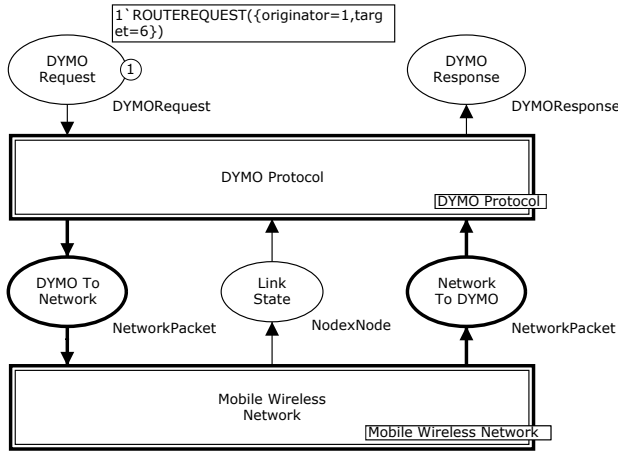 1`ROUTEREQUEST({originator=1,targ
et=6})
DYMO
Request
1
DYMO
Response
DYMORequest
DYMOResponse
DYMO Protocol
DYMO Protocol
DYMO To
Network
Link
State
Network
To DYMO
NetworkPacket
NodexNode
NetworkPacket
Mobile Wireless
Network
Mobile Wireless Network